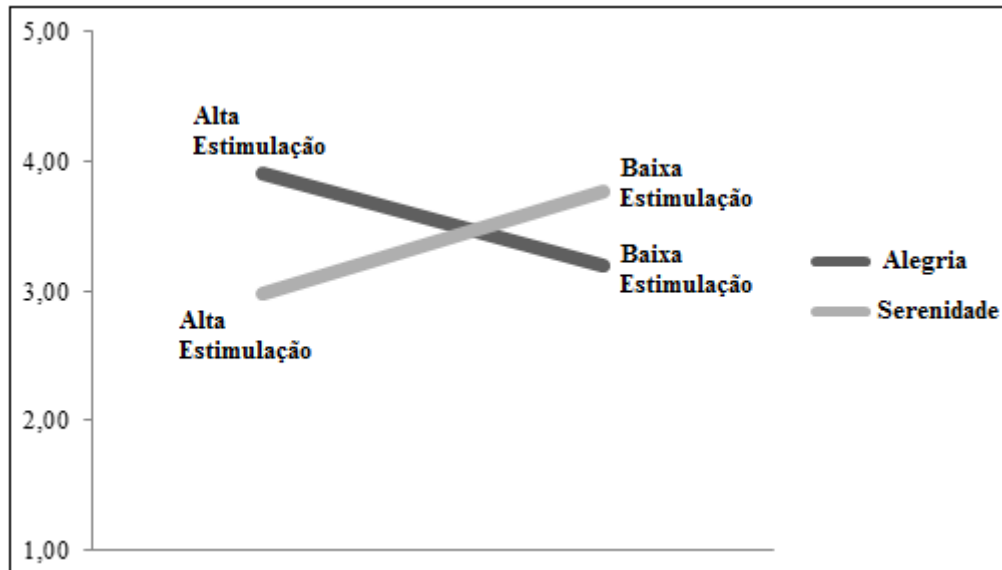 5,00
Alta
Estimulação
4,00
Baixa
Estimulação
Baixa
Estimulação
Alegria
3,00
Serenidade
Alta
Estimulação
2,00
1,00